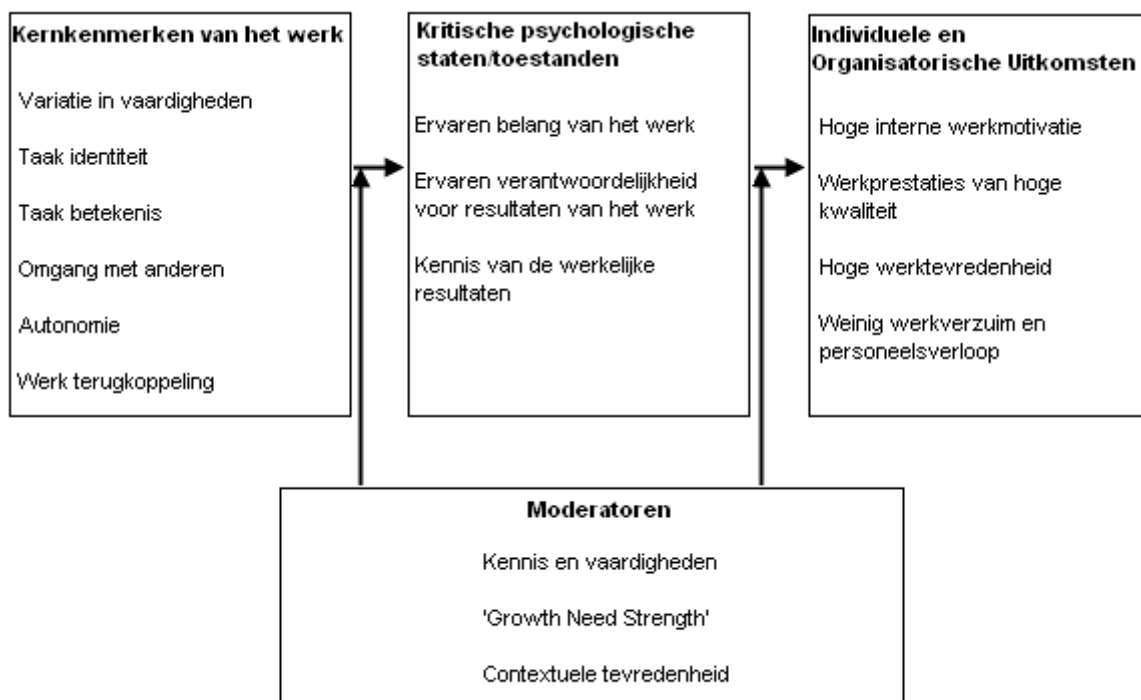 Kernkenmerken van het werk
Variatie in vaardigheden
Taak identiteit
Taak betekenis
Omgang met anderen
Autonomie
Werk terugkoppeling
Kritische psychologische
staten/toestanden
Ervaren belang van het werk
Ervaren verantwoordelijkheid
voor resultaten van het werk
Kennis van de werkelijke
resultaten
Individuele en
Organisatorische Uitkomsten
Hoge interne werkmotivatie
Werkprestaties van hoge
kwaliteit
Hoge werktevredenheid
Weinig werkverzuim en
personeelsverloop
Moderatoren
Kennis en vaardigheden
'Growth Need Strength'
Contextuele tevredenheid